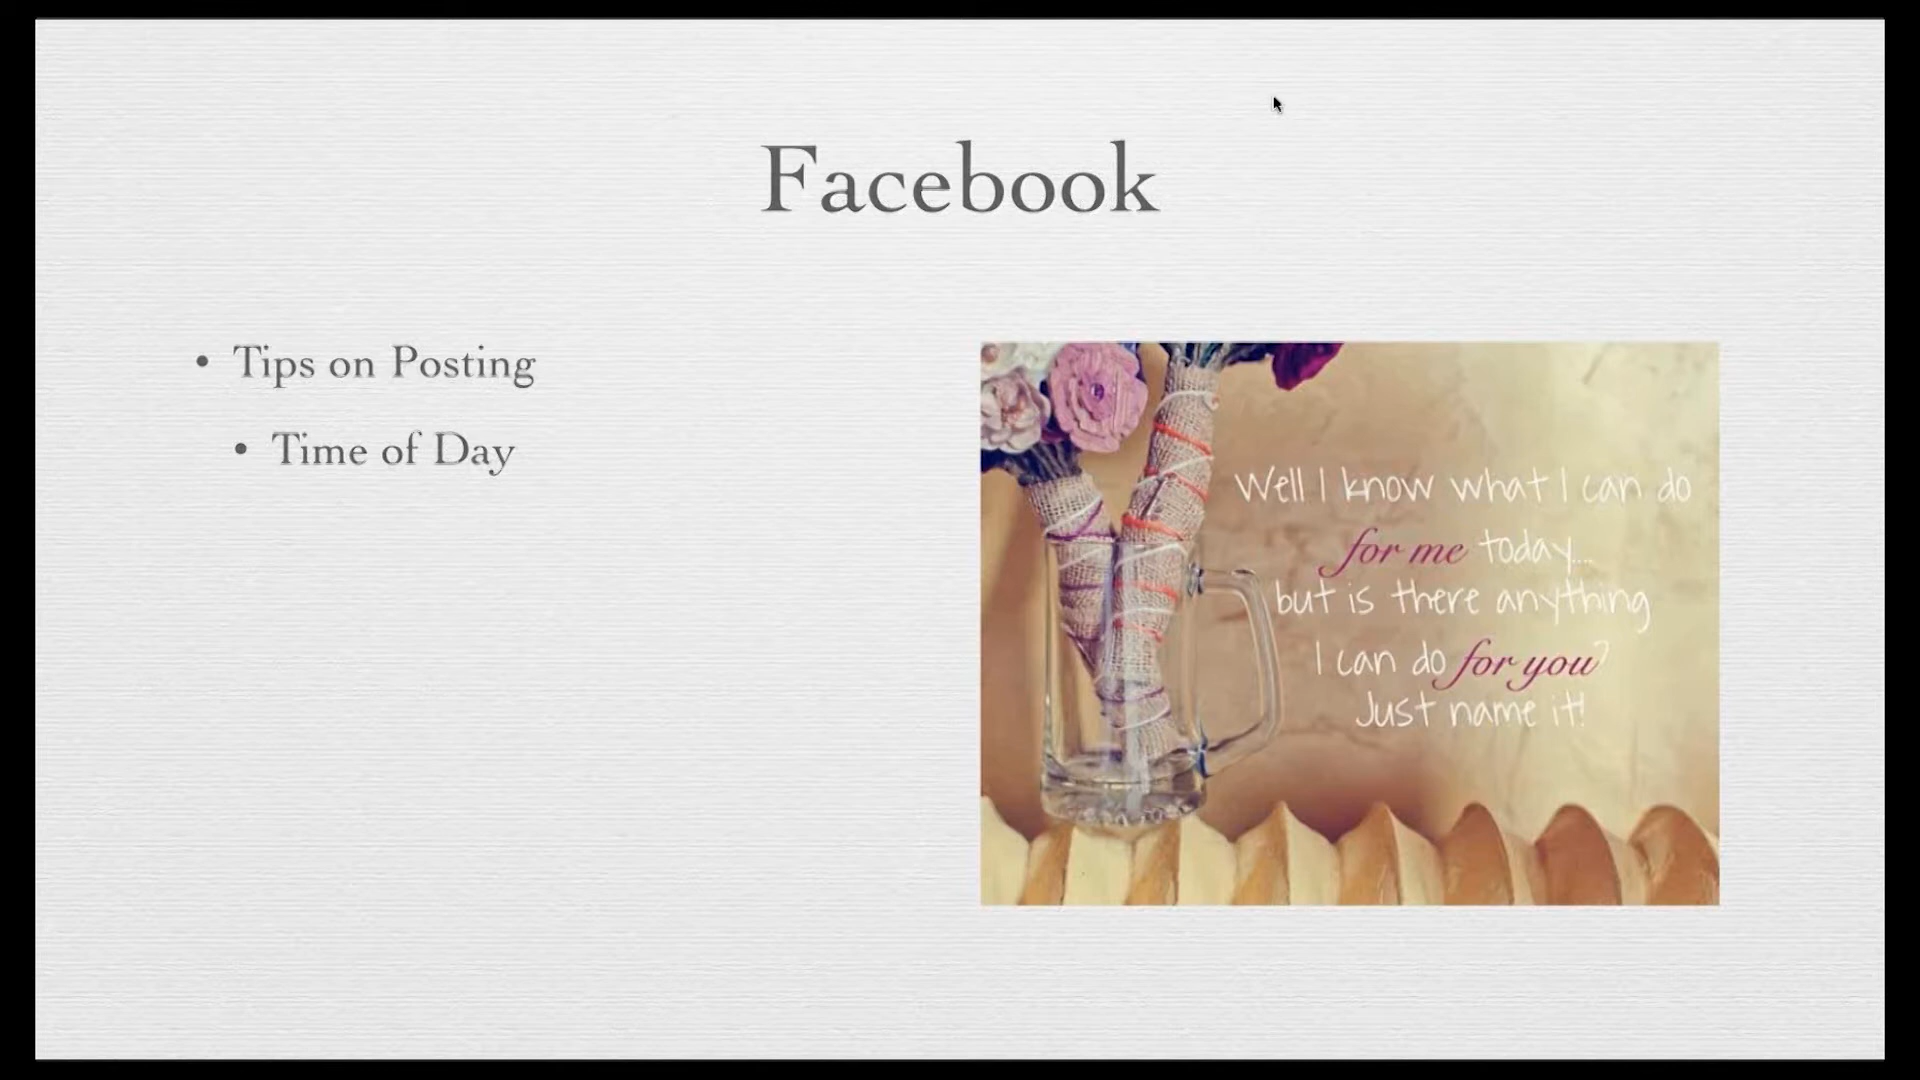 Facebook
• Tips on Posting
• Time of Day
Well I know what I can do
for me today...
but is there anything
I can do for you?
Just name it!